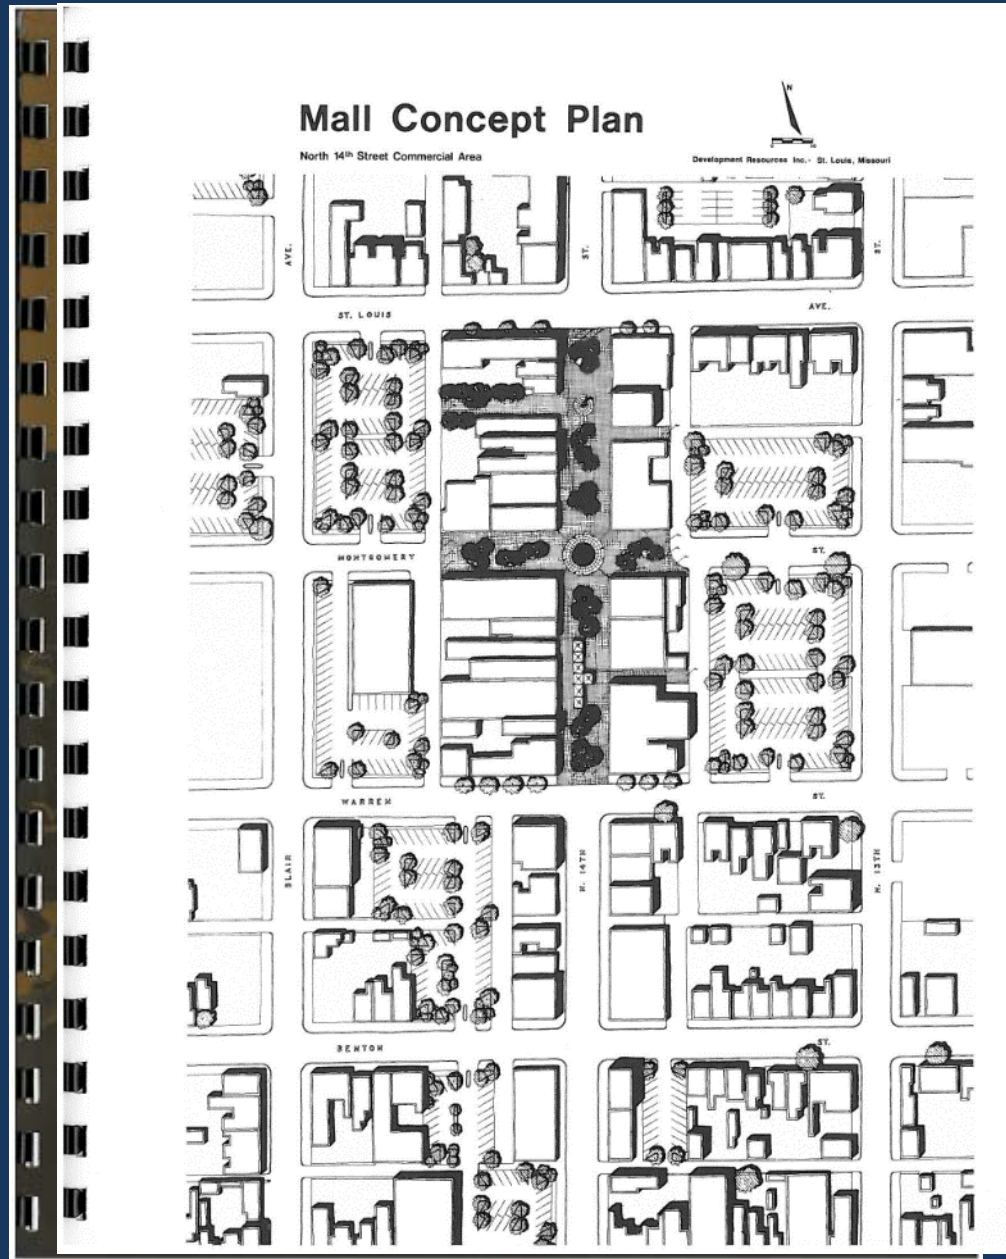 N
Mall Concept Plan
North 14th Street Commercial Area
Development Resources Inc.- St. Louis, Missouri
AVE.
ST.
ST.
ST. LOUIS
AVE.
MONTGOMERY
ST.
WARREN
ST.
BLAIR
N. 14TH
N. 13TH
BENTON
ST.